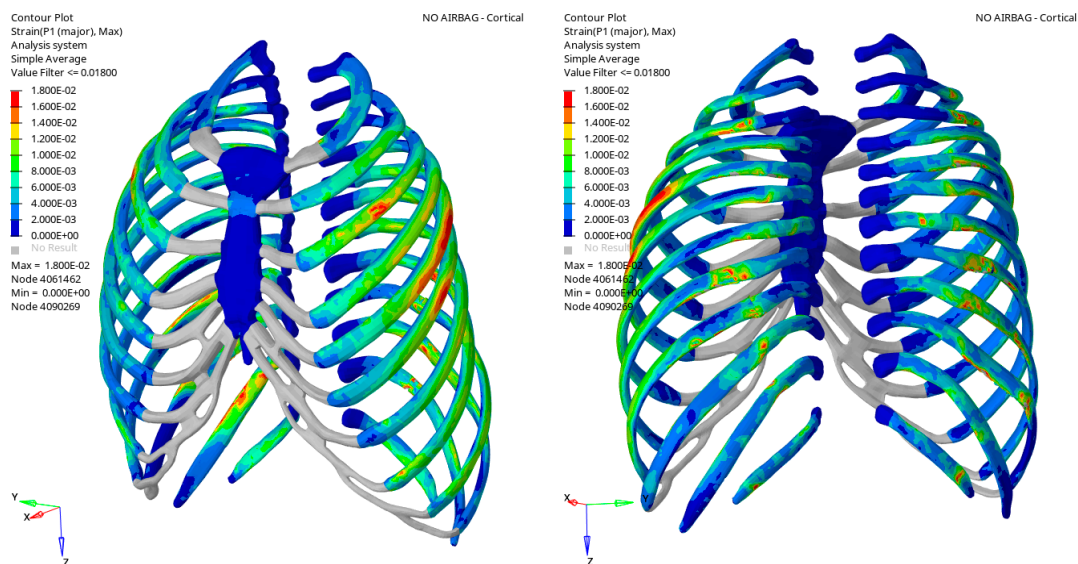 Contour Plot
Strain(P1 (major), Max)
Analysis system
Simple Average
Value Filter <= 0.01800
1.800E-02
1.600E-02
1.400E-02
1.200E-02
1.000E-02
8.000E-03
6.000E-03
4.000E-03
2.000E-03
0.000E+00
No Result
Max = 1.800E-02
Node 4061462
Min = 0.000E+00
Node 4090269
NO AIRBAG - Cortical
Y
X
Z
Contour Plot
Strain(P1 (major), Max)
Analysis system
Simple Average
Value Filter <= 0.01800
1.800E-02
1.600E-02
1.400E-02
1.200E-02
1.000E-02
8.000E-03
6.000E-03
4.000E-03
2.000E-03
0.000E+00
No Result
Max = 1.800E-02
Node 4061462
Min = 0.000E+00
Node 4090269
NO AIRBAG - Cortical
X
Y
Z